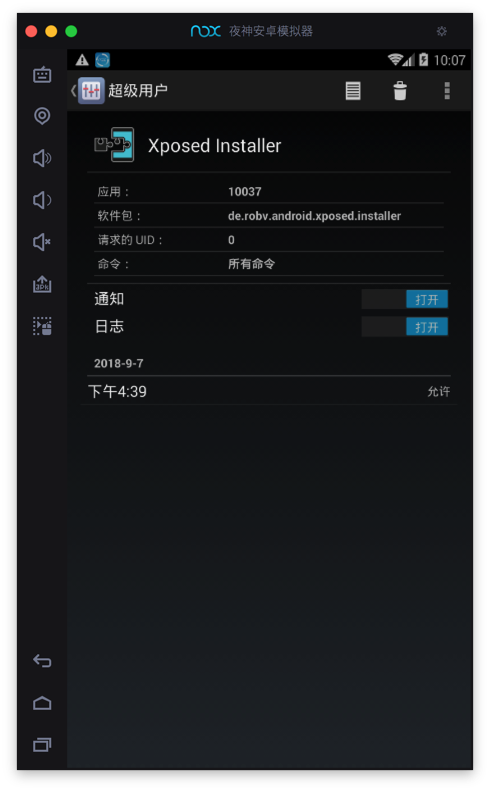 nox 夜神安卓模拟器
10:07
超级用户
Xposed Installer
应用： 10037
软件包： de.robv.android.xposed.installer
请求的 UID： 0
命令： 所有命令
通知 打开
日志 打开
2018-9-7
下午4:39 允许